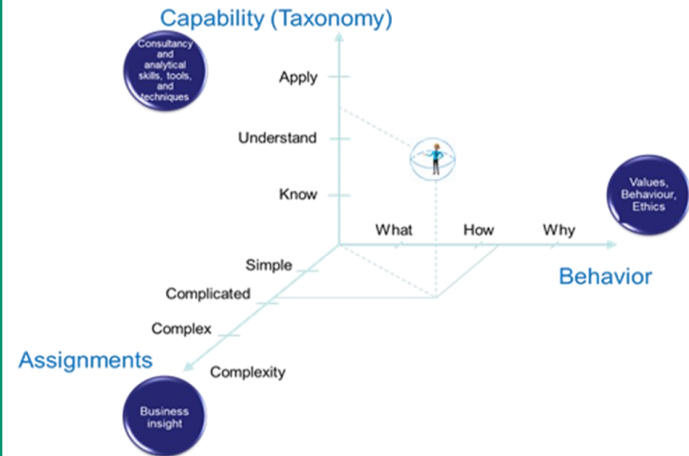 Capability (Taxonomy)
Consultancy
and
analytical
skills, tools,
and
techniques
Apply
Understand
Know
Values,
Behaviour,
Ethics
What
How
Why
Behavior
Simple
Complicated
Complex
Assignments
Complexity
Business
insight